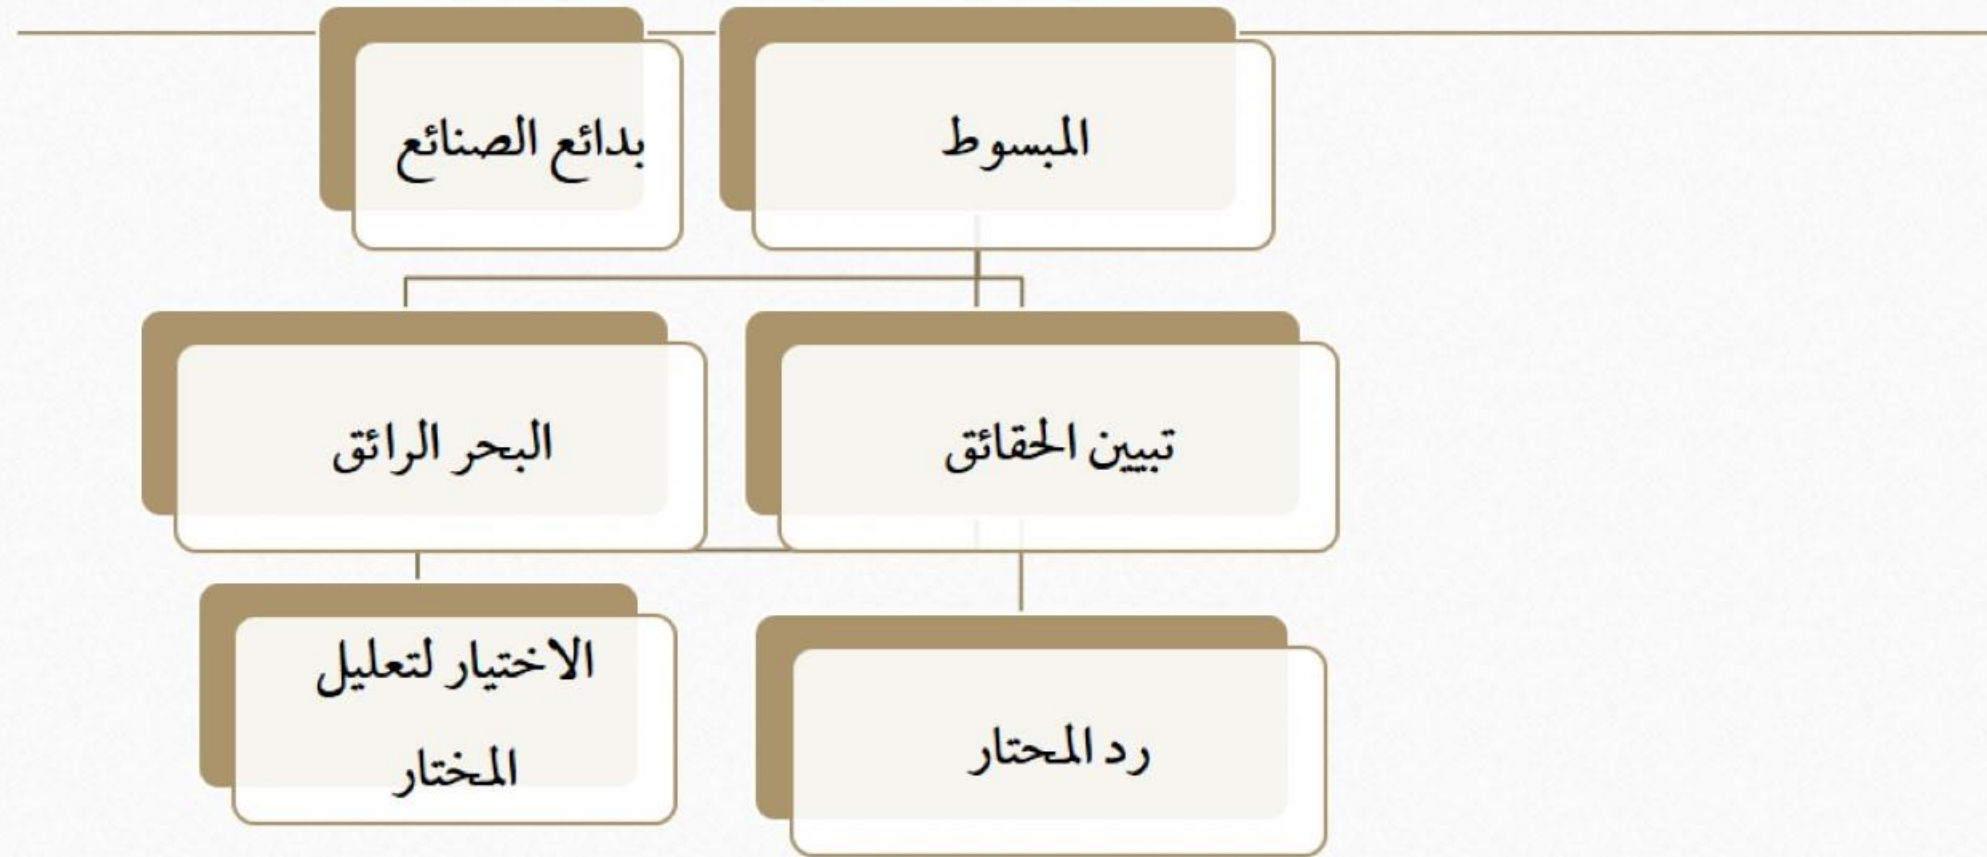 المبسوط
بدائع الصنائع
تبيين الحقائق
البحر الرائق
الاختيار لتعليل
المختار
رد المحتار